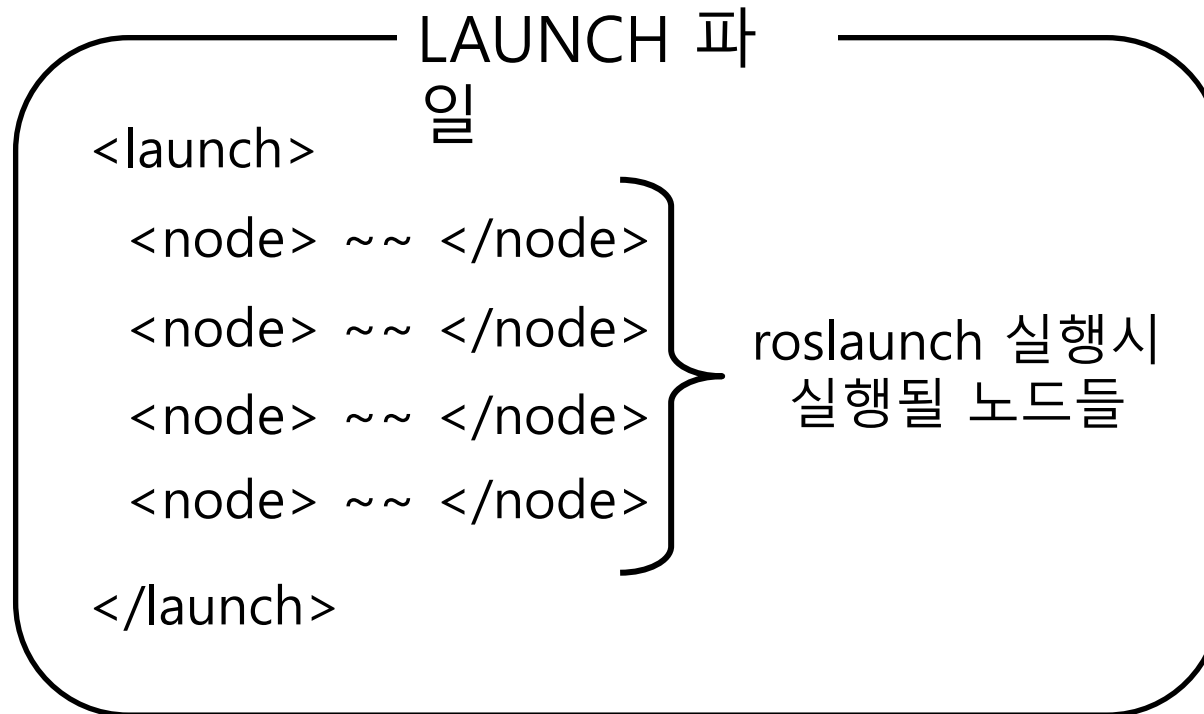 LAUNCH 파
일
<launch>
<node> ~~ </node>
<node> ~~ </node>
<node> ~~ </node>
<node> ~~ </node>
</launch>
roslaunch 실행시
실행될 노드들